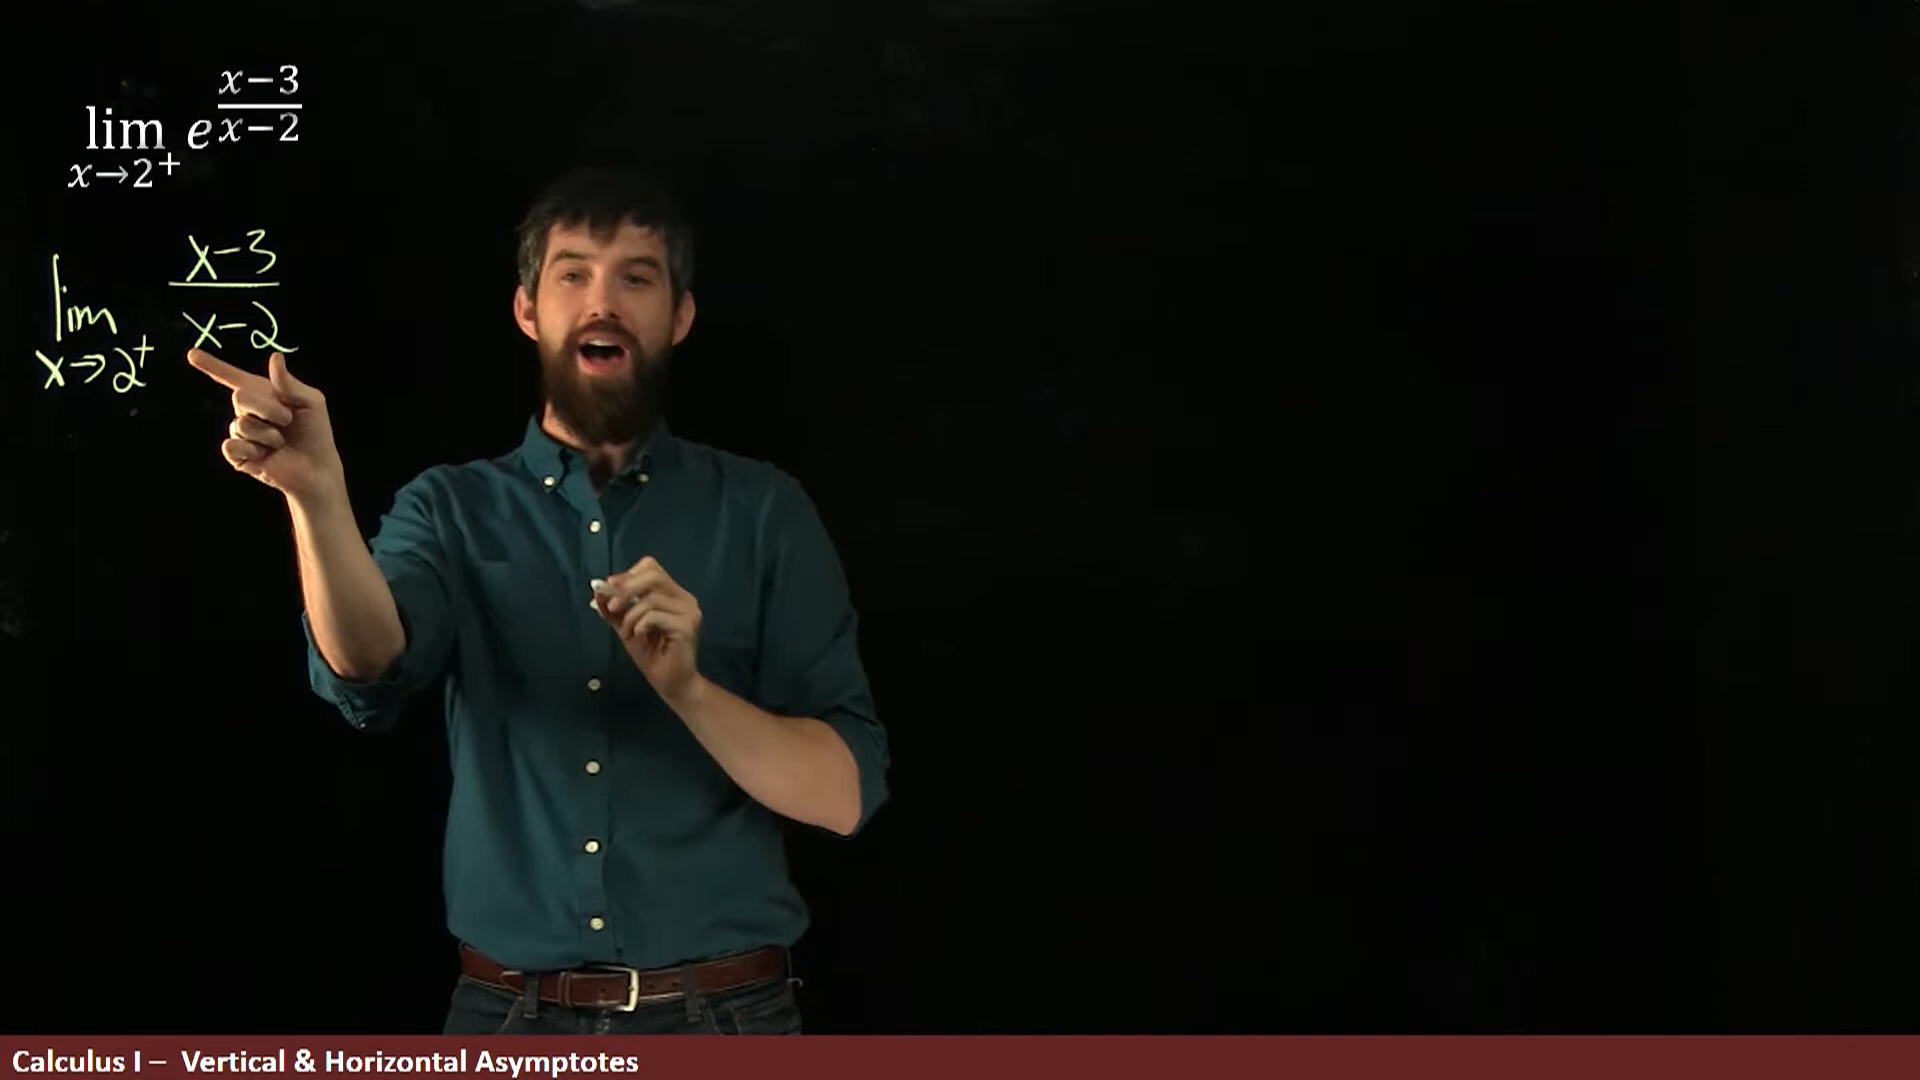 lim e^((x−3)/(x−2))
x→2⁺
x−3
lim
x−2
x→2⁺
Calculus I – Vertical & Horizontal Asymptotes